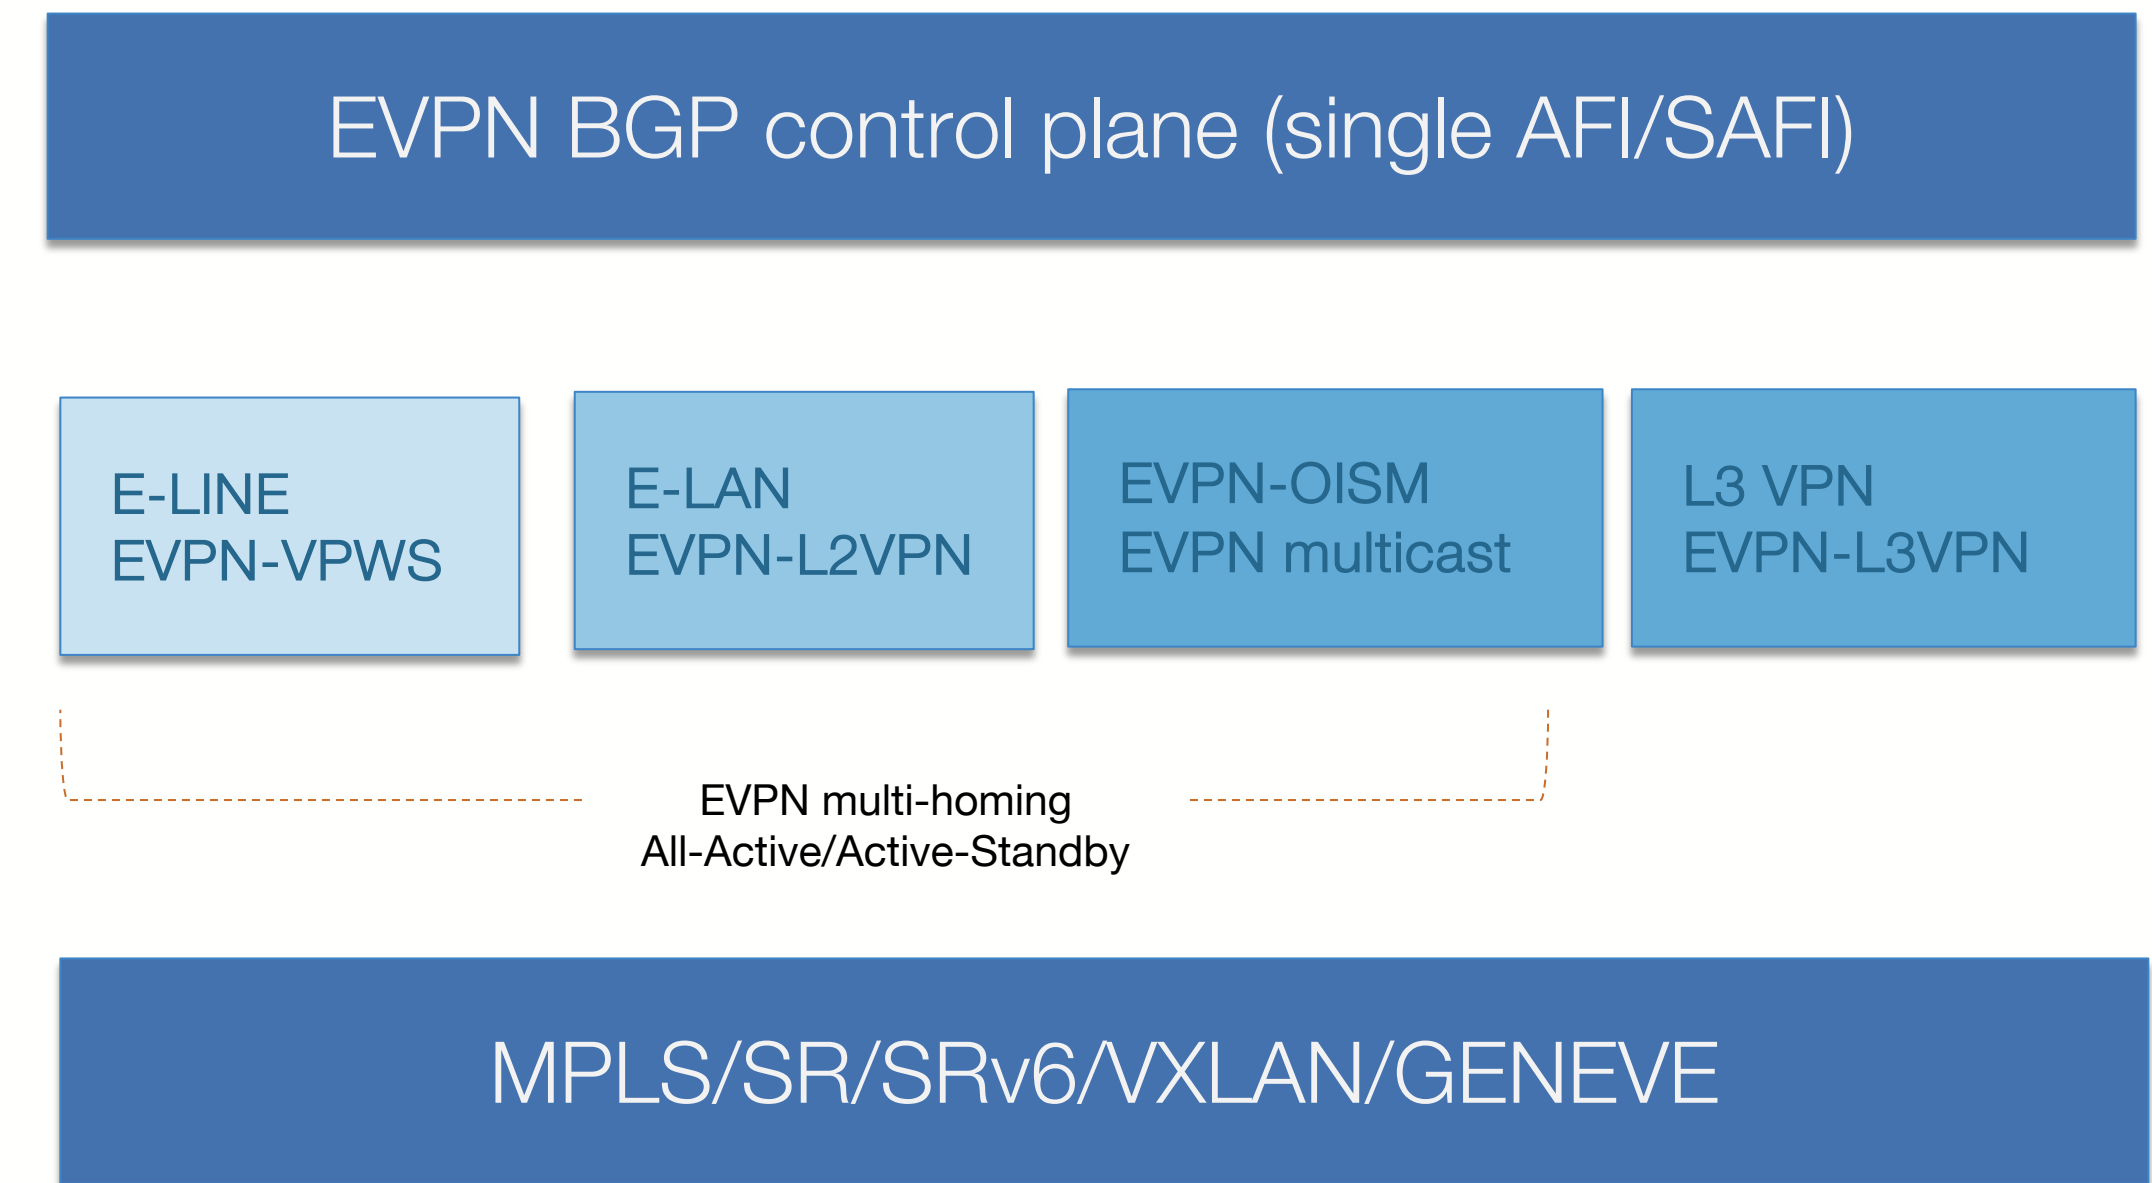 EVPN BGP control plane (single AFI/SAFI)
E-LINE
EVPN-VPWS
E-LAN
EVPN-L2VPN
EVPN-OISM
EVPN multicast
L3 VPN
EVPN-L3VPN
EVPN multi-homing
All-Active/Active-Standby
MPLS/SR/SRv6/VXLAN/GENEVE